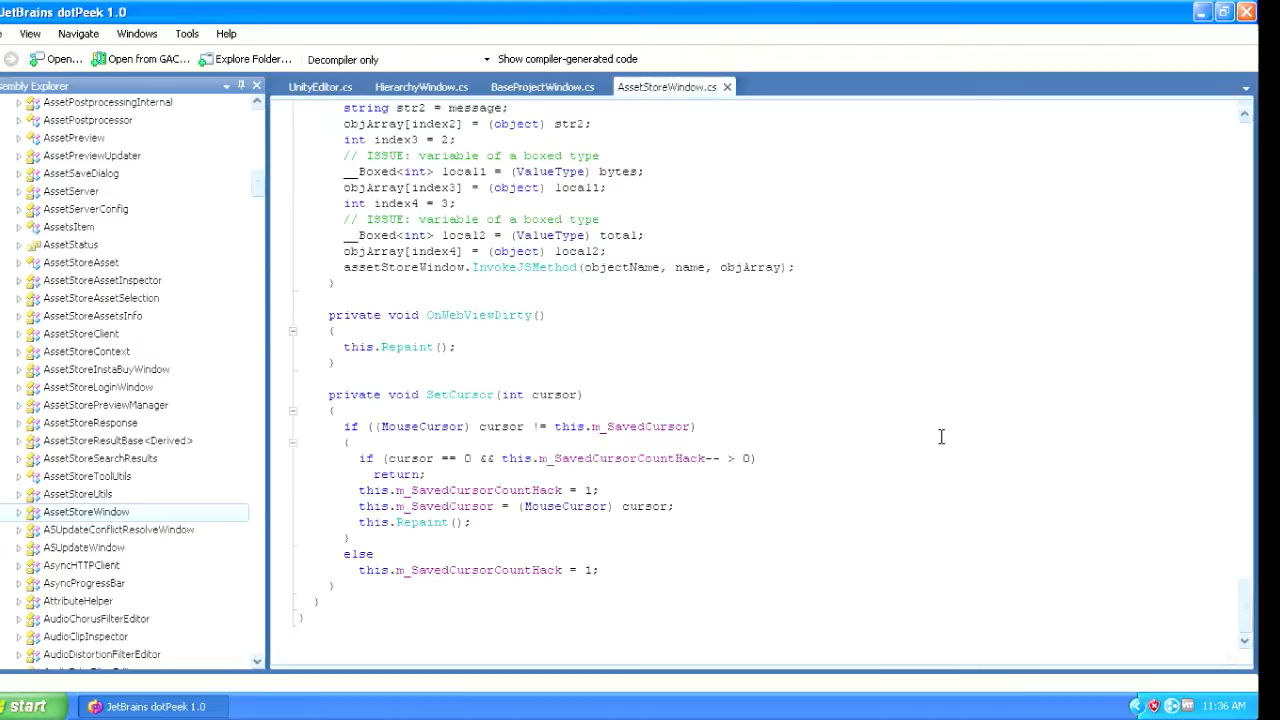 JetBrains dotPeek 1.0
View Navigate Windows Tools Help
Open... Open from GAC... Explore Folder... Decompiler only Show compiler-generated code
sembly Explorer
AssetPostprocessingInternal
AssetPostprocessor
AssetPreview
AssetPreviewUpdater
AssetSaveDialog
AssetServer
AssetServerConfig
AssetsItem
AssetStatus
AssetStoreAsset
AssetStoreAssetInspector
AssetStoreAssetSelection
AssetStoreAssetsInfo
AssetStoreClient
AssetStoreContext
AssetStoreInstaBuyWindow
AssetStoreLoginWindow
AssetStorePreviewManager
AssetStoreResponse
AssetStoreResultBase<Derived>
AssetStoreSearchResults
AssetStoreToolUtils
AssetStoreUtils
AssetStoreWindow
ASUpdateConflictResolveWindow
ASUpdateWindow
AsyncHTTPClient
AsyncProgressBar
AttributeHelper
AudioChorusFilterEditor
AudioClipInspector
AudioDistortionFilterEditor
UnityEditor.cs HierarchyWindow.cs BaseProjectWindow.cs AssetStoreWindow.cs
string str2 = message;
objArray[index2] = (object) str2;
int index3 = 2;
// ISSUE: variable of a boxed type
__Boxed<int> local1 = (ValueType) bytes;
objArray[index3] = (object) local1;
int index4 = 3;
// ISSUE: variable of a boxed type
__Boxed<int> local2 = (ValueType) total;
objArray[index4] = (object) local2;
assetStoreWindow.InvokeJSMethod(objectName, name, objArray);
}
private void OnWebViewDirty()
{
this.Repaint();
}
private void SetCursor(int cursor)
{
if ((MouseCursor) cursor != this.m_SavedCursor)
{
if (cursor == 0 && this.m_SavedCursorCountHack-- > 0)
return;
this.m_SavedCursorCountHack = 1;
this.m_SavedCursor = (MouseCursor) cursor;
this.Repaint();
}
else
this.m_SavedCursorCountHack = 1;
}
}
}
start JetBrains dotPeek 1.0 11:36 AM